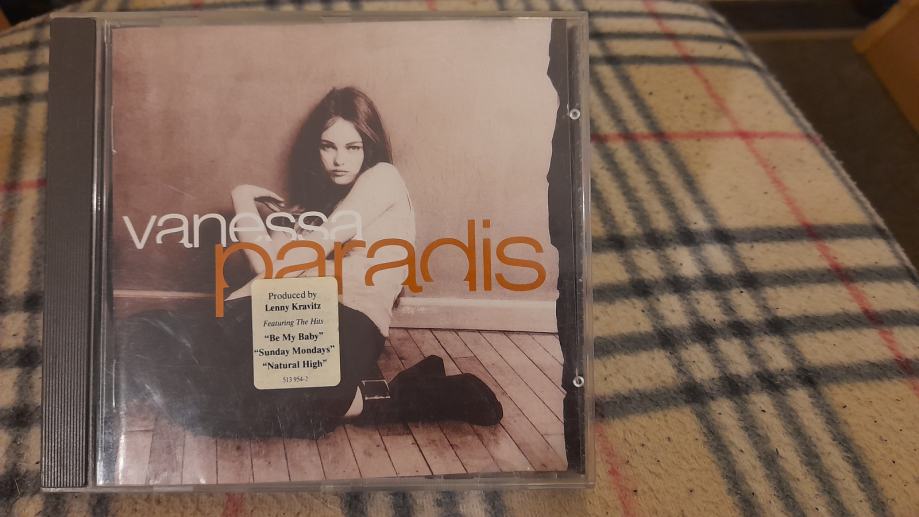 vanessa
paradis
Produced by
Lenny Kravitz
Featuring The Hits
"Be My Baby"
"Sunday Mondays"
"Natural High"
513 954-2